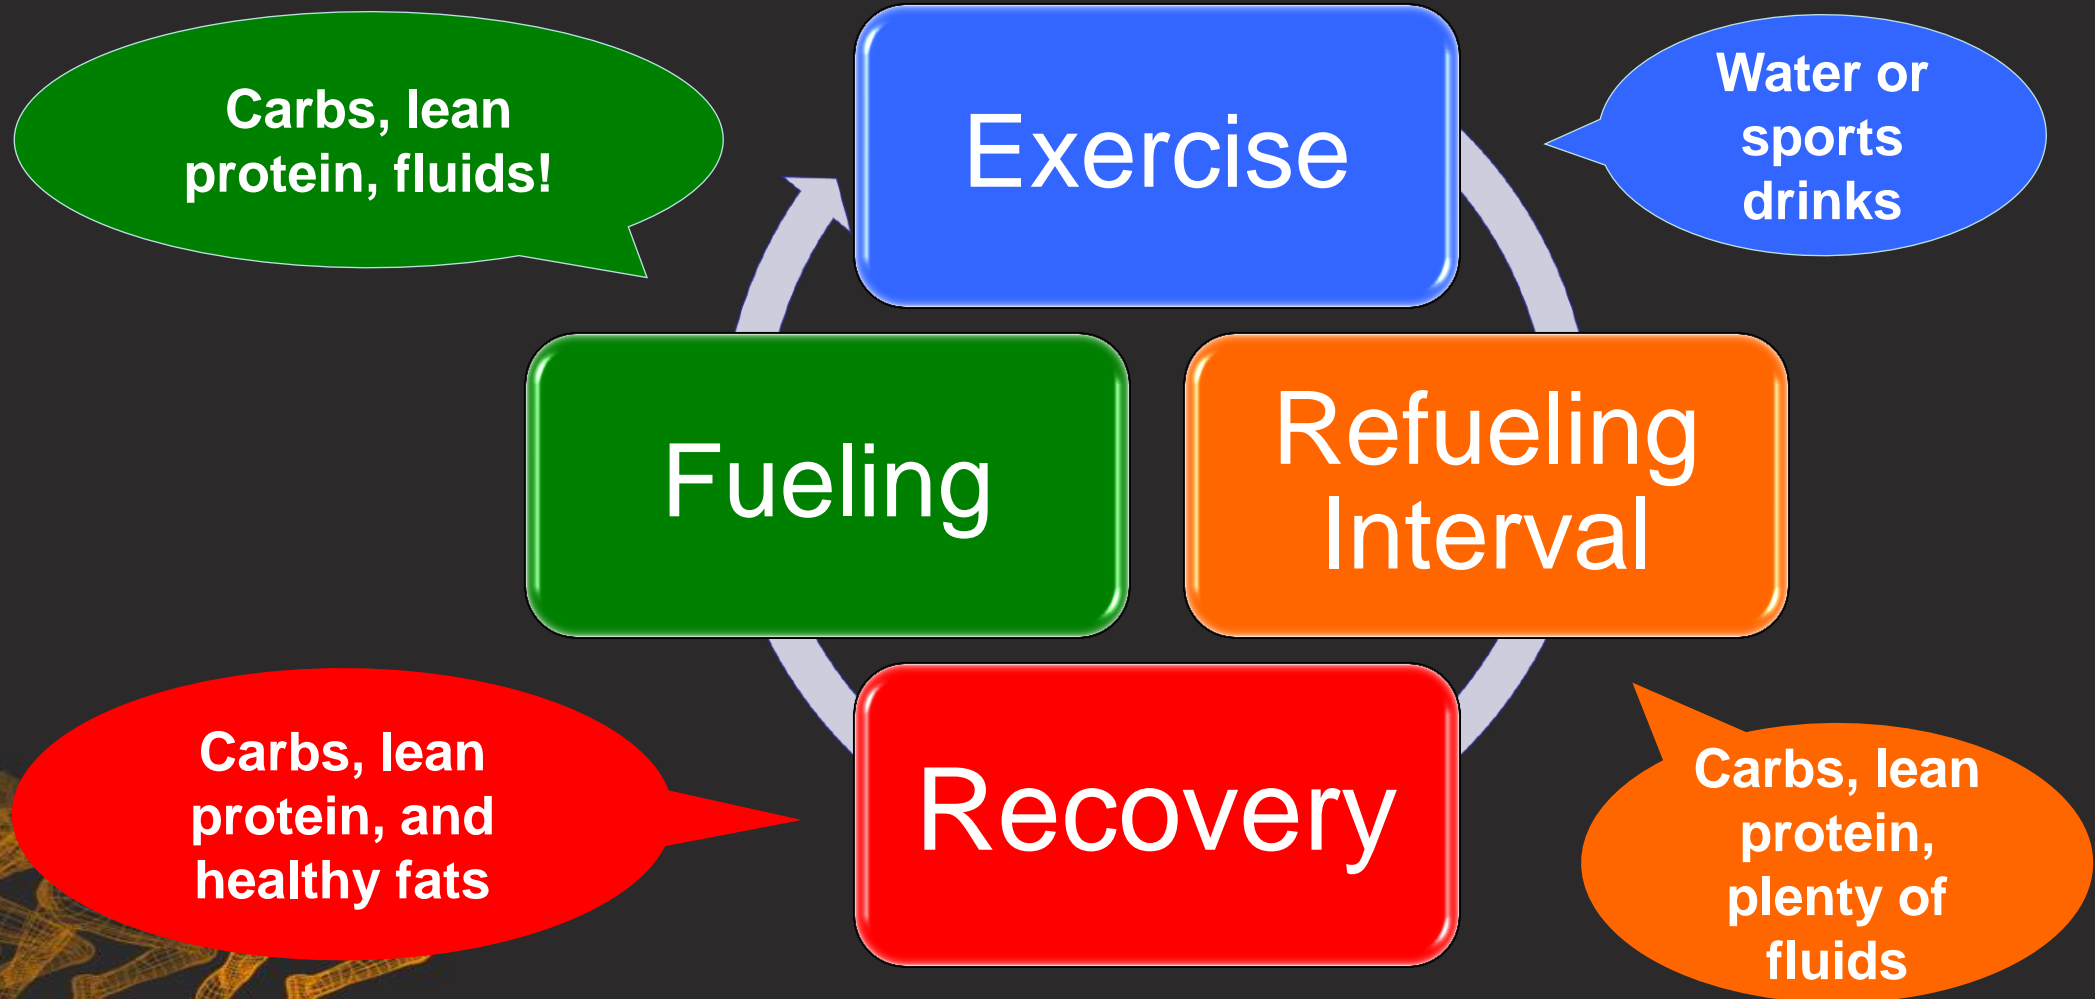 Carbs, lean
protein, fluids!
Exercise
Water or
sports
drinks
Fueling
Refueling
Interval
Carbs, lean
protein, and
healthy fats
Recovery
Carbs, lean
protein,
plenty of
fluids